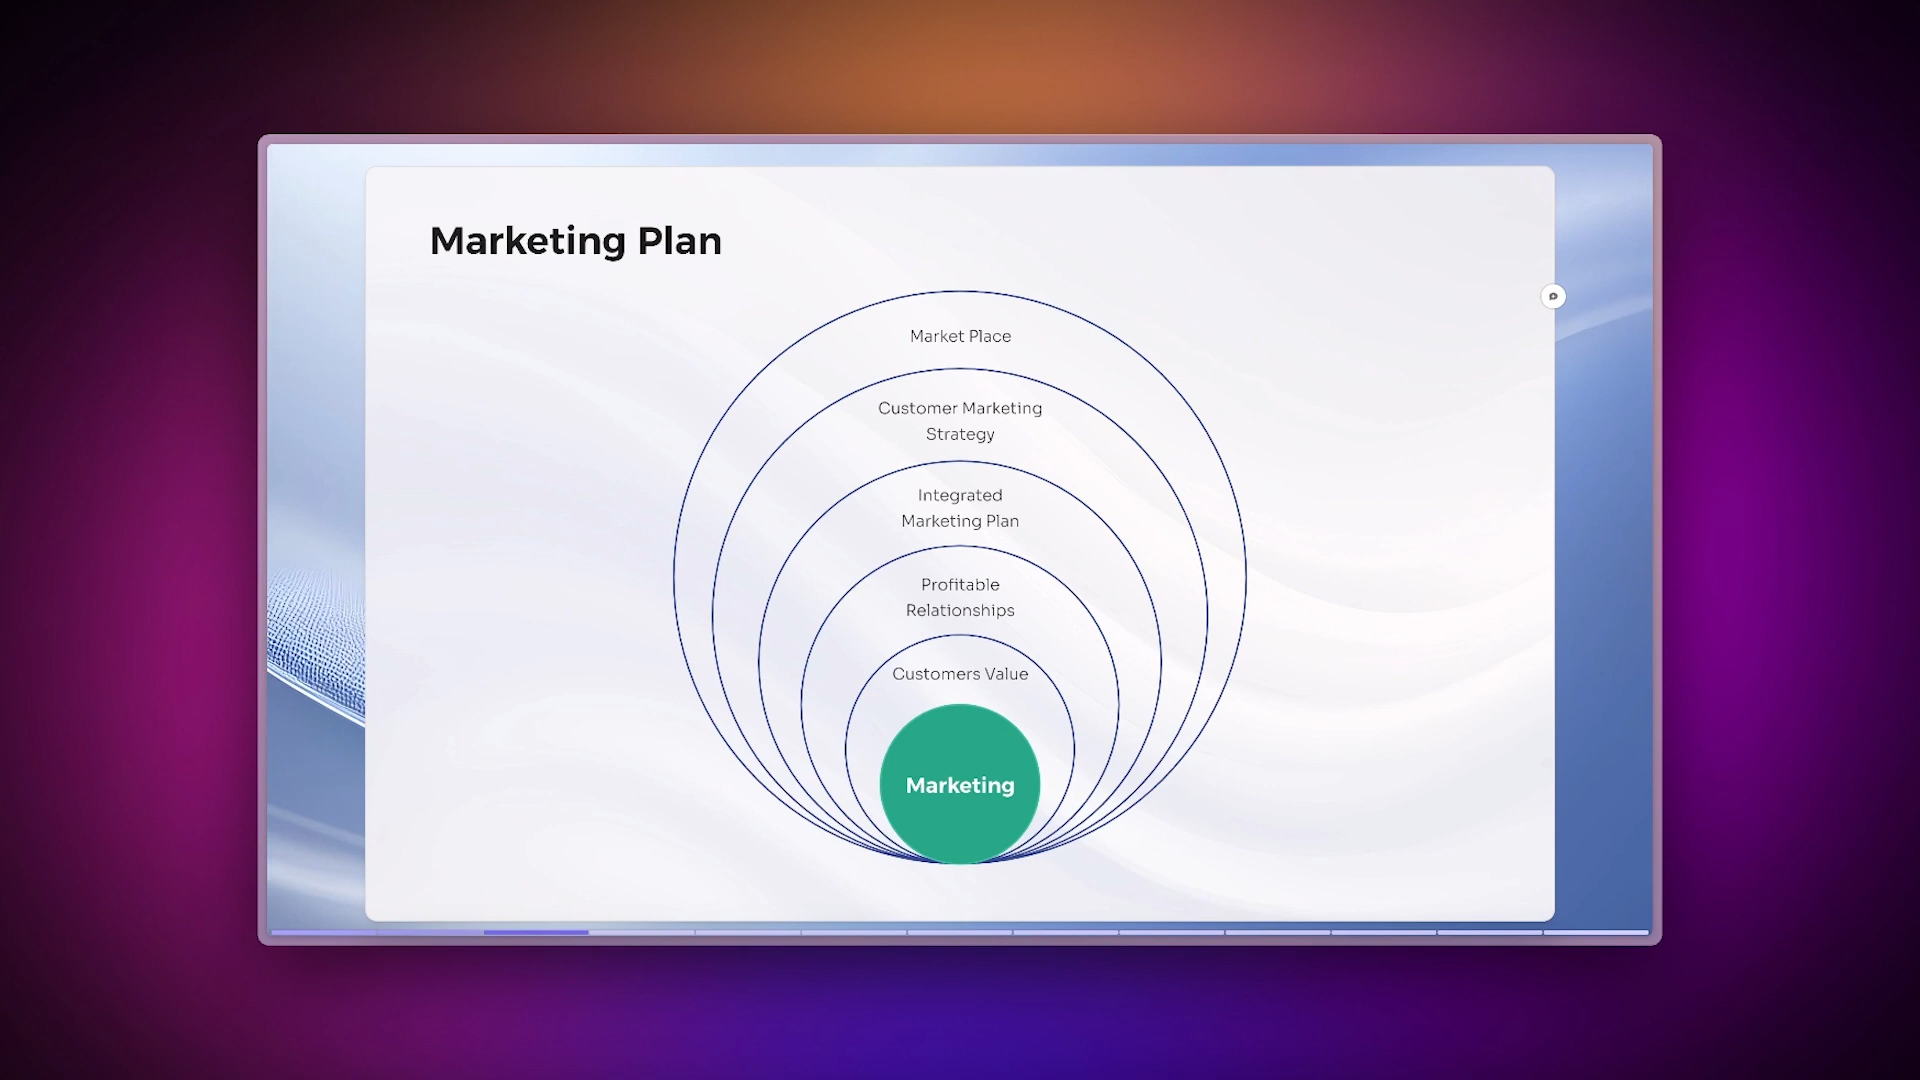 Marketing Plan
Market Place
Customer Marketing
Strategy
Integrated
Marketing Plan
Profitable
Relationships
Customers Value
Marketing